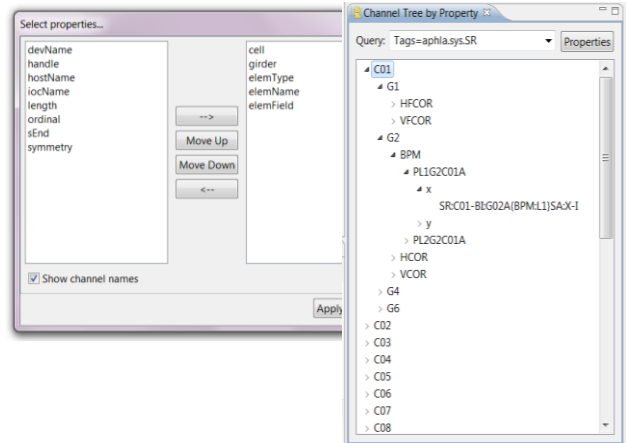 Select properties...
devName
handle
hostName
iocName
length
ordinal
sEnd
symmetry
-->
Move Up
Move Down
<--
cell
girder
elemType
elemName
elemField
Show channel names
Apply
Channel Tree by Property
Query: Tags=aphla.sys.SR Properties
C01
G1
HFCOR
VFCOR
G2
BPM
PL1G2C01A
x
SR:C01-BI:G02A{BPM:L1}SA:X-I
y
PL2G2C01A
HCOR
VCOR
G4
G6
C02
C03
C04
C05
C06
C07
C08